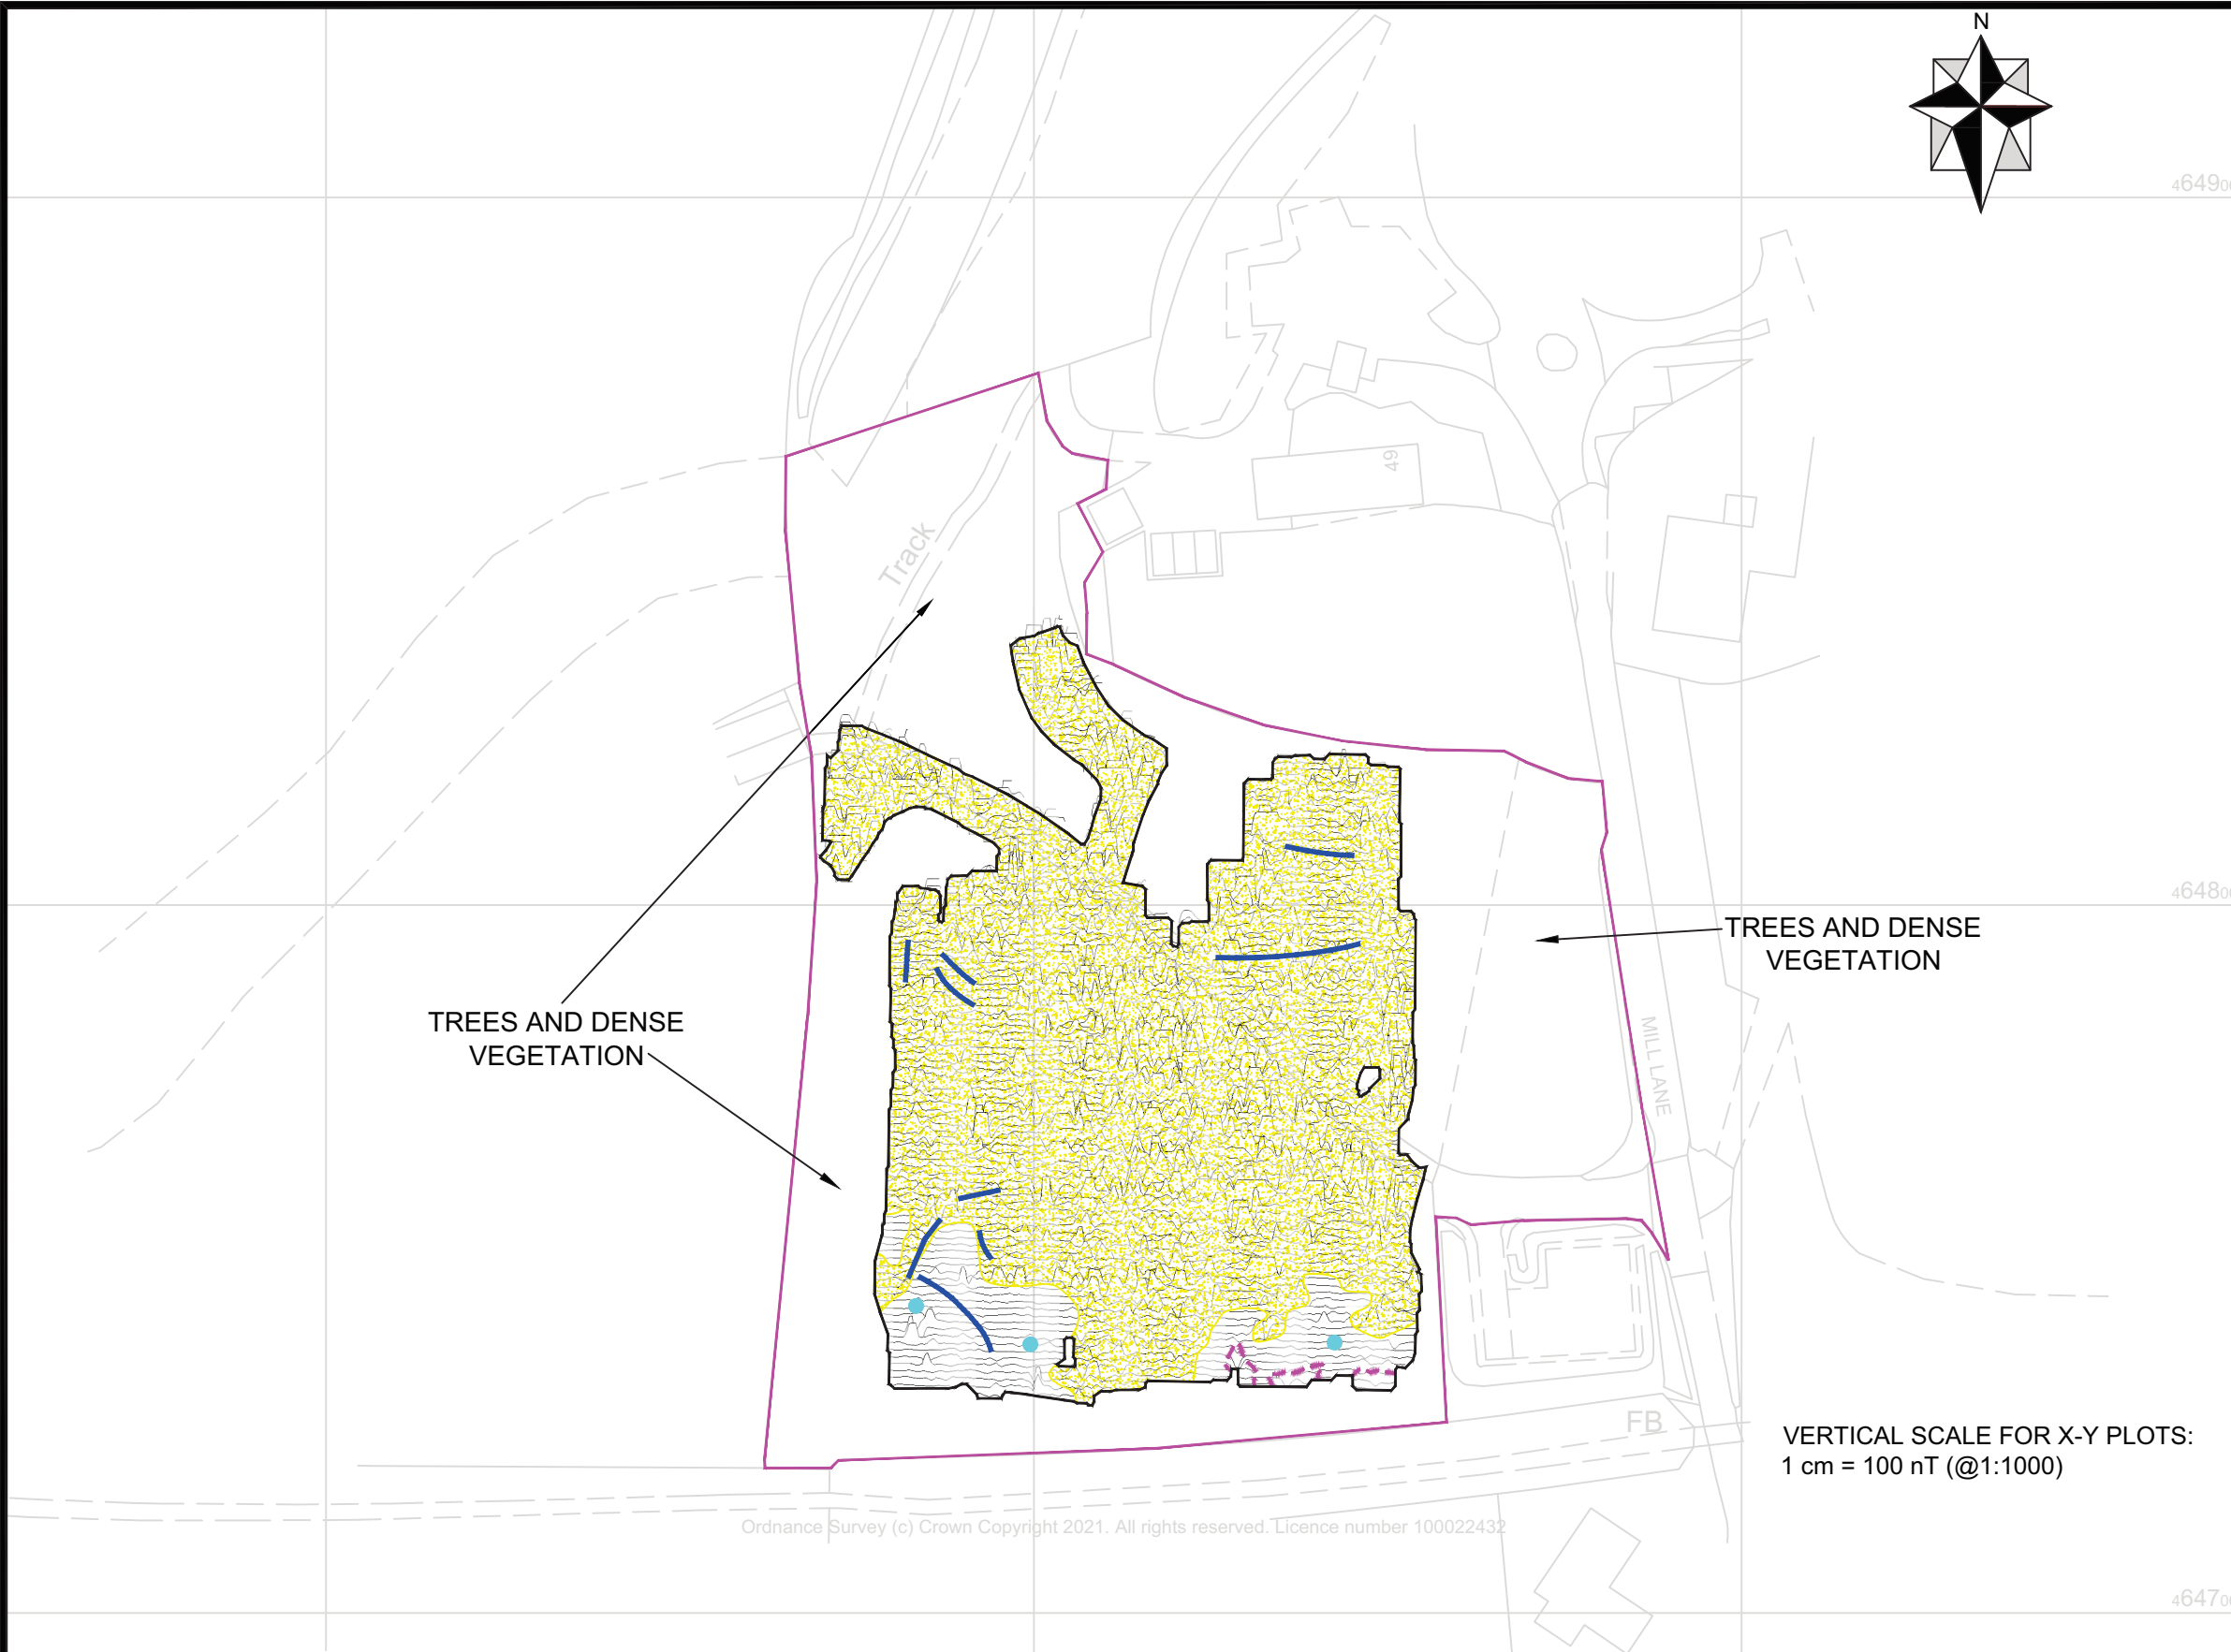 N
464900
49
Track
464800
TREES AND DENSE
VEGETATION
TREES AND DENSE
VEGETATION
MILL LANE
FB
VERTICAL SCALE FOR X-Y PLOTS:
1 cm = 100 nT (@1:1000)
Ordnance Survey (c) Crown Copyright 2021. All rights reserved. Licence number 100022432
464700